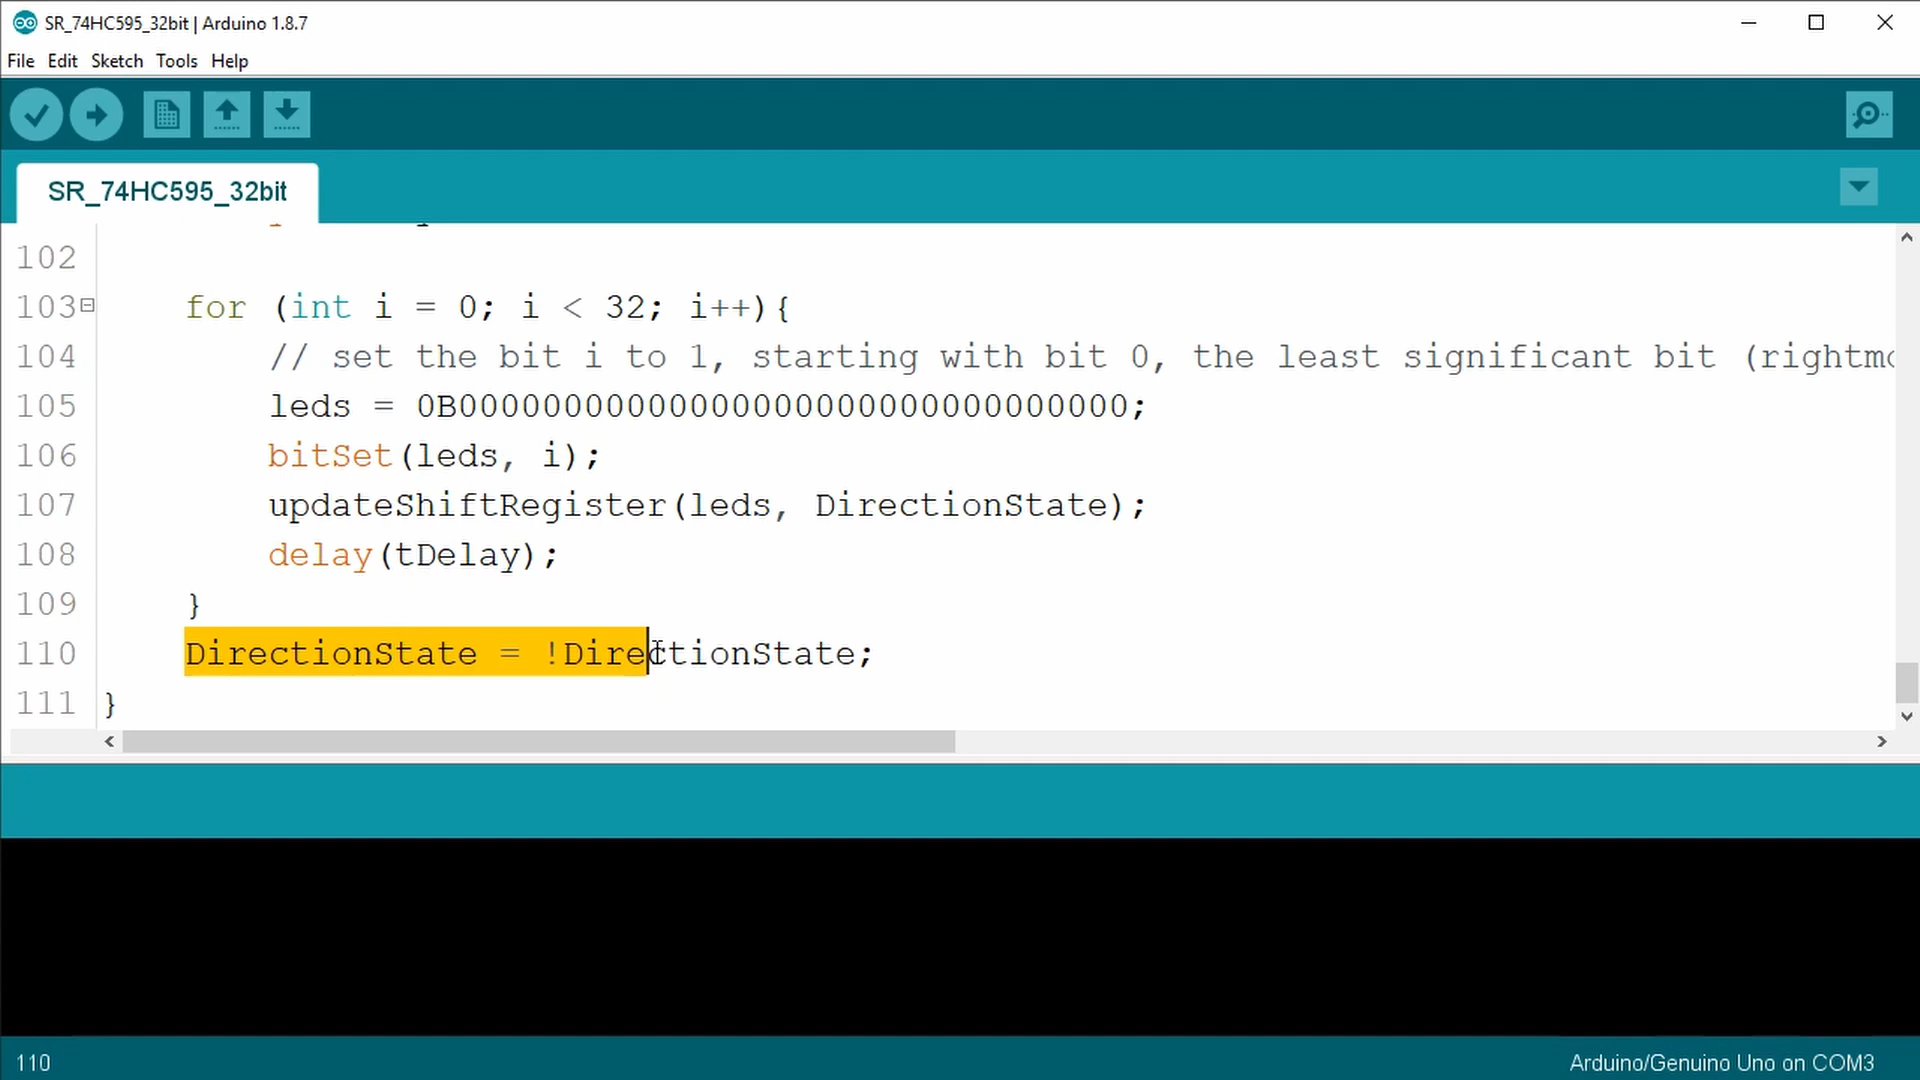 SR_74HC595_32bit | Arduino 1.8.7
File Edit Sketch Tools Help
SR_74HC595_32bit
102
103 for (int i = 0; i < 32; i++){
104 // set the bit i to 1, starting with bit 0, the least significant bit (rightmo
105 leds = 0B00000000000000000000000000000000;
106 bitSet(leds, i);
107 updateShiftRegister(leds, DirectionState);
108 delay(tDelay);
109 }
110 DirectionState = !DirectionState;
111 }
110
Arduino/Genuino Uno on COM3